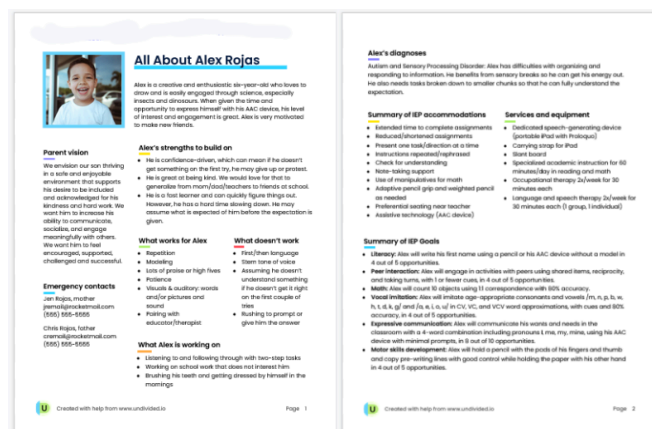 All About Alex Rojas
Alex is a creative and enthusiastic six-year-old who loves to
draw and is easily engaged through science, especially
insects and dinosaurs. When given the time and
opportunity to express himself with his AAC device, his level
of interest and engagement is great. Alex is very motivated
to make new friends.
Parent vision
We envision our son thriving
in a safe and enjoyable
environment that supports
his desire to be included
and acknowledged for his
kindness and hard work. We
want him to increase his
ability to communicate,
socialize, and engage
meaningfully with others.
We want him to feel
encouraged, supported,
challenged and successful.
Emergency contacts
Jen Rojas, mother
jremail@rocketmail.com
(555) 555-5555
Chris Rojas, father
cremail@rocketmail.com
(555) 555-5555
Alex's strengths to build on
● He is confidence-driven, which can mean if he doesn't
get something on the first try, he may give up or protest.
● He is great at being kind. We would love for that to
generalize from mom/dad/teachers to friends at school.
● He is a fast learner and can quickly figure things out.
However, he has a hard time slowing down. He may
assume what is expected of him before the expectation is
given.
What works for Alex
● Repetition
● Modeling
● Lots of praise or high fives
● Patience
● Visuals & auditory: words
and/or pictures and
sound
● Pairing with
educator/therapist
What doesn't work
● First/then language
● Stern tone of voice
● Assuming he doesn't
understand something
if he doesn't get it right
on the first couple of
tries
● Rushing to prompt or
give him the answer
What Alex is working on
● Listening to and following through with two-step tasks
● Working on school work that does not interest him
● Brushing his teeth and getting dressed by himself in the
mornings
U Created with help from www.undivided.io Page 1
Alex's diagnoses
Autism and Sensory Processing Disorder: Alex has difficulties with organizing and
responding to information. He benefits from sensory breaks so he can get his energy out.
He also needs tasks broken down to smaller chunks so that he can fully understand the
expectation.
Summary of IEP accommodations
● Extended time to complete assignments
● Reduced/shortened assignments
● Present one task/direction at a time
● Instructions repeated/rephrased
● Check for understanding
● Note-taking support
● Use of manipulatives for math
● Adaptive pencil grip and weighted pencil
as needed
● Preferential seating near teacher
● Assistive technology (AAC device)
Services and equipment
● Dedicated speech-generating device
(portable iPad with Proloquo)
● Carrying strap for iPad
● Slant board
● Specialized academic instruction for 60
minutes/day in reading and math
● Occupational therapy 2x/week for 30
minutes each
● Language and speech therapy 2x/week for
30 minutes each (1 group, 1 individual)
Summary of IEP Goals
● Literacy: Alex will write his first name using a pencil or his AAC device without a model in
4 out of 5 opportunities.
● Peer interaction: Alex will engage in activities with peers using shared items, reciprocity,
and taking turns, with 1 or fewer cues, in 4 out of 5 opportunities.
● Math: Alex will count 10 objects using 1:1 correspondence with 80% accuracy.
● Vocal imitation: Alex will imitate age-appropriate consonants and vowels /m, n, p, b, w,
h, t, d, k, g/ and /a, e, i, o, u/ in CV, VC, and VCV word approximations, with cues and 80%
accuracy, in 4 out of 5 opportunities.
● Expressive communication: Alex will communicate his wants and needs in the
classroom with a 4-word combination including pronouns I, me, my, mine, using his AAC
device with minimal prompts, in 8 out of 10 opportunities.
● Motor skills development: Alex will hold a pencil with the pads of his fingers and thumb
and copy pre-writing lines with good control while holding the paper with his other hand
in 4 out of 5 opportunities.
U Created with help from www.undivided.io Page 2